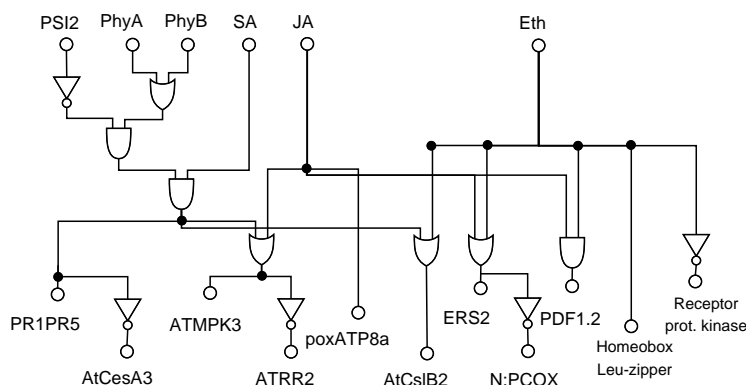 PSI2
PhyA
PhyB
SA
JA
Eth
PR1PR5
ATMPK3
poxATP8a
ERS2
PDF1.2
Receptor
prot. kinase
AtCesA3
ATRR2
AtCslB2
N:PCOX
Homeobox
Leu-zipper